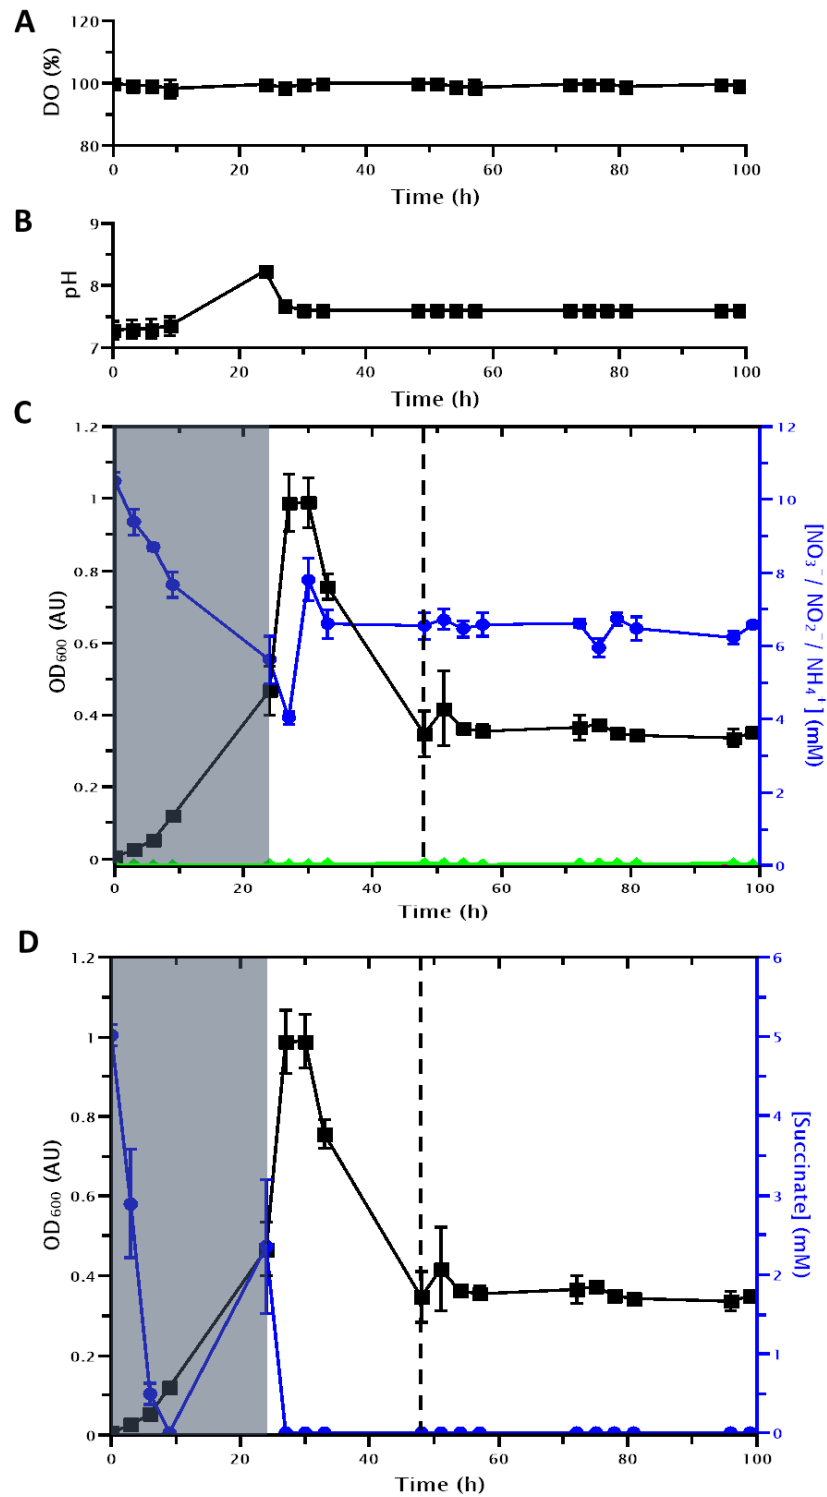 A
DO (%)
120
100
80
0 20 40 60 80 100
Time (h)
B
pH
9
8
7
0 20 40 60 80 100
Time (h)
C
OD₆₀₀ (AU)
1.2
1
0.8
0.6
0.4
0.2
0
12
10
8
6
4
2
0
[NO₃⁻ / NO₂⁻ / NH₄⁺] (mM)
0 20 40 60 80 100
Time (h)
D
OD₆₀₀ (AU)
1.2
1
0.8
0.6
0.4
0.2
0
6
5
4
3
2
1
0
[Succinate] (mM)
0 20 40 60 80 100
Time (h)